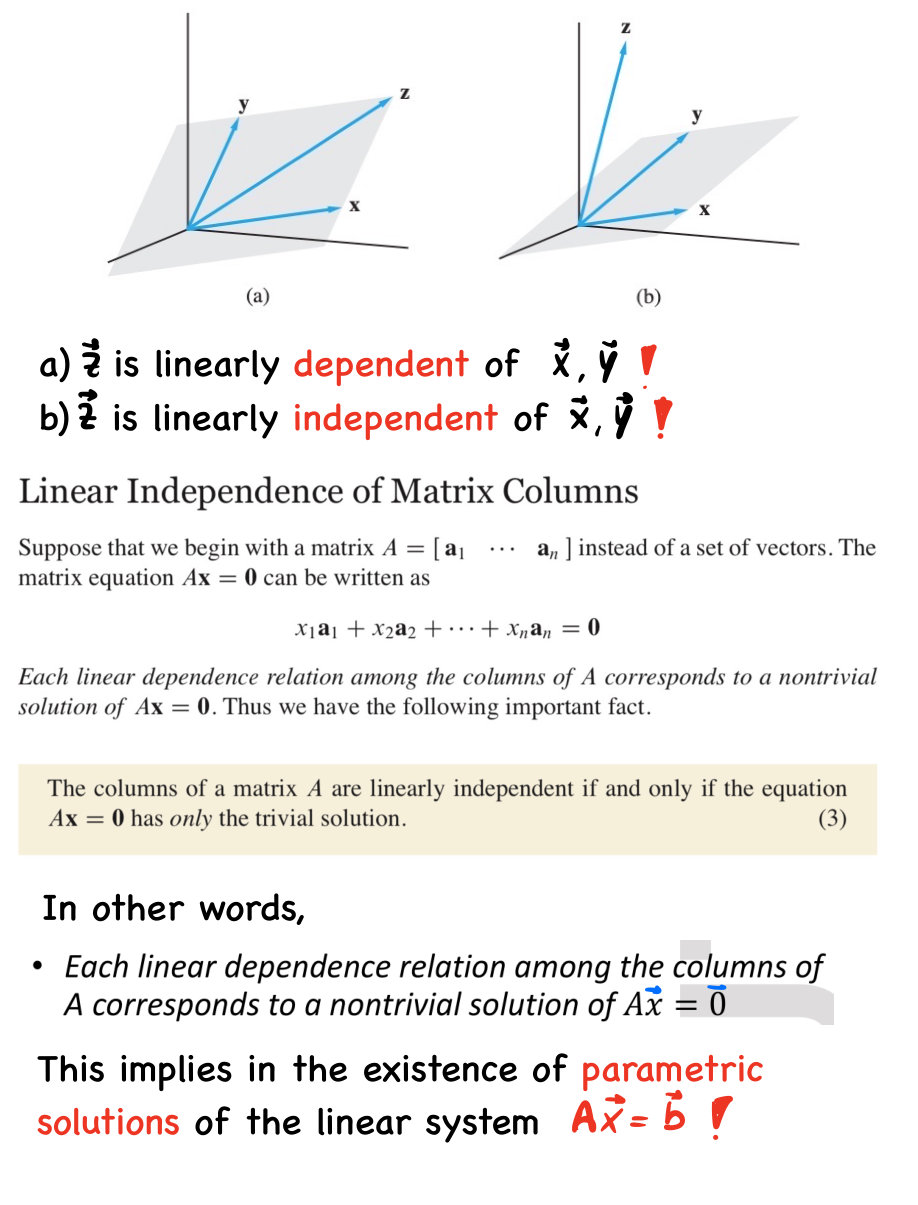 z
y
z
y
x
x
(a)
(b)
a) z⃗ is linearly dependent of x⃗, y⃗ !
b) z⃗ is linearly independent of x⃗, y⃗ !
Linear Independence of Matrix Columns
Suppose that we begin with a matrix A = [ a₁ ⋯ aₙ ] instead of a set of vectors. The
matrix equation Ax = 0 can be written as
x₁a₁ + x₂a₂ + ⋯ + xₙaₙ = 0
Each linear dependence relation among the columns of A corresponds to a nontrivial
solution of Ax = 0. Thus we have the following important fact.
The columns of a matrix A are linearly independent if and only if the equation
Ax = 0 has only the trivial solution. (3)
In other words,
• Each linear dependence relation among the columns of
A corresponds to a nontrivial solution of Ax⃗ = 0⃗
This implies in the existence of parametric
solutions of the linear system Ax⃗ = b⃗ !